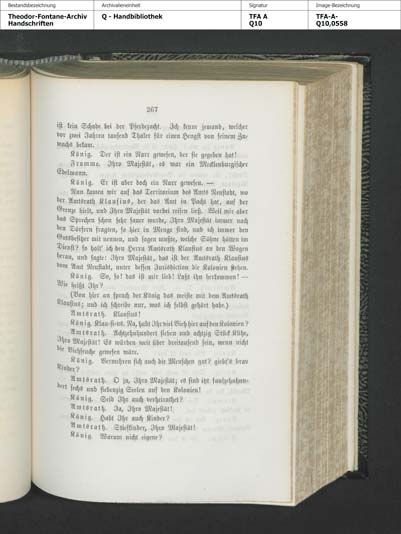 Bestandsbezeichnung
Archivalieneinheit
Signatur
Image-Bezeichnung
Theodor-Fontane-Archiv
Handschriften
Q - Handbibliothek
TFA A
Q10
TFA-A-
Q10,0558
267
ist kein Schade bei der Pferdezucht. Ich kenne jemand, welcher
vor zwei Jahren tausend Thaler für einen Hengst von seinem Zu-
wachs bekam.
König. Der ist ein Narr gewesen, der sie gegeben hat!
Fromme. Ihro Majestät, es war ein Mecklenburgischer
Edelmann.
König. Er ist aber doch ein Narr gewesen. —
Nun kamen wir auf das Territorium des Amts Neustadt, wo
der Amtsrath Klausius, der das Amt in Pacht hat, auf der
Grenze hielt, und Ihro Majestät vorbei reisen ließ. Weil mir aber
das Sprechen schon sehr sauer wurde, Ihro Majestät immer nach
den Dörfern fragten, so hier in Menge sind, und ich immer den
Gutsbesitzer mit nennen, und sagen mußte, welche Söhne hätten im
Dienst? so holt' ich den Herrn Amtsrath Klausius an den Wagen
heran, und sagte: Ihro Majestät, das ist der Amtsrath Klausius
vom Amt Neustadt, unter dessen Jurisdiction die Kolonien stehen.
König. So, so! das ist mir lieb! Laßt ihn herkommen! —
Wie heißt Ihr?
(Von hier an sprach der König das meiste mit dem Amtsrath
Klausius; und ich schreibe nur, was ich selbst gehört habe.)
Amtsrath. Klausius!
König. Klau-si-us. Na, habt Ihr viel Vieh hier auf den Kolonien?
Amtsrath. Achtzehnhundert sieben und achtzig Stück Kühe,
Ihro Majestät! Es würden weit über dreitausend sein, wenn nicht
die Viehseuche gewesen wäre.
König. Vermehren sich auch die Menschen gut? giebt's brav
Kinder?
Amtsrath. O ja, Ihro Majestät; es sind itzt funfzehnhun-
dert sechs und siebenzig Seelen auf den Kolonien!
König. Seid Ihr auch verheirathet?
Amtsrath. Ja, Ihro Majestät!
König. Habt Ihr auch Kinder?
Amtsrath. Stiefkinder, Ihro Majestät!
König. Warum nicht eigene?